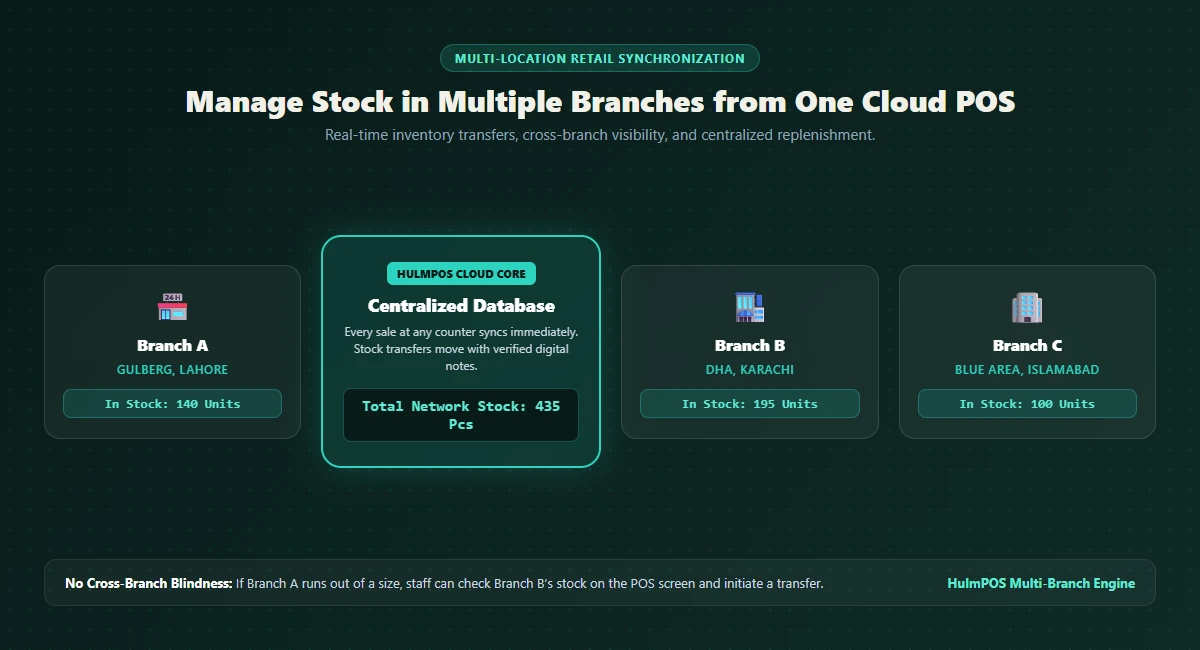 MULTI-LOCATION RETAIL SYNCHRONIZATION
Manage Stock in Multiple Branches from One Cloud POS
Real-time inventory transfers, cross-branch visibility, and centralized replenishment.
24H
Branch A
GULBERG, LAHORE
In Stock: 140 Units
HULMPOS CLOUD CORE
Centralized Database
Every sale at any counter syncs immediately.
Stock transfers move with verified digital
notes.
Total Network Stock: 435
Pcs
Branch B
DHA, KARACHI
In Stock: 195 Units
Branch C
BLUE AREA, ISLAMABAD
In Stock: 100 Units
No Cross-Branch Blindness: If Branch A runs out of a size, staff can check Branch B's stock on the POS screen and initiate a transfer.
HulmPOS Multi-Branch Engine